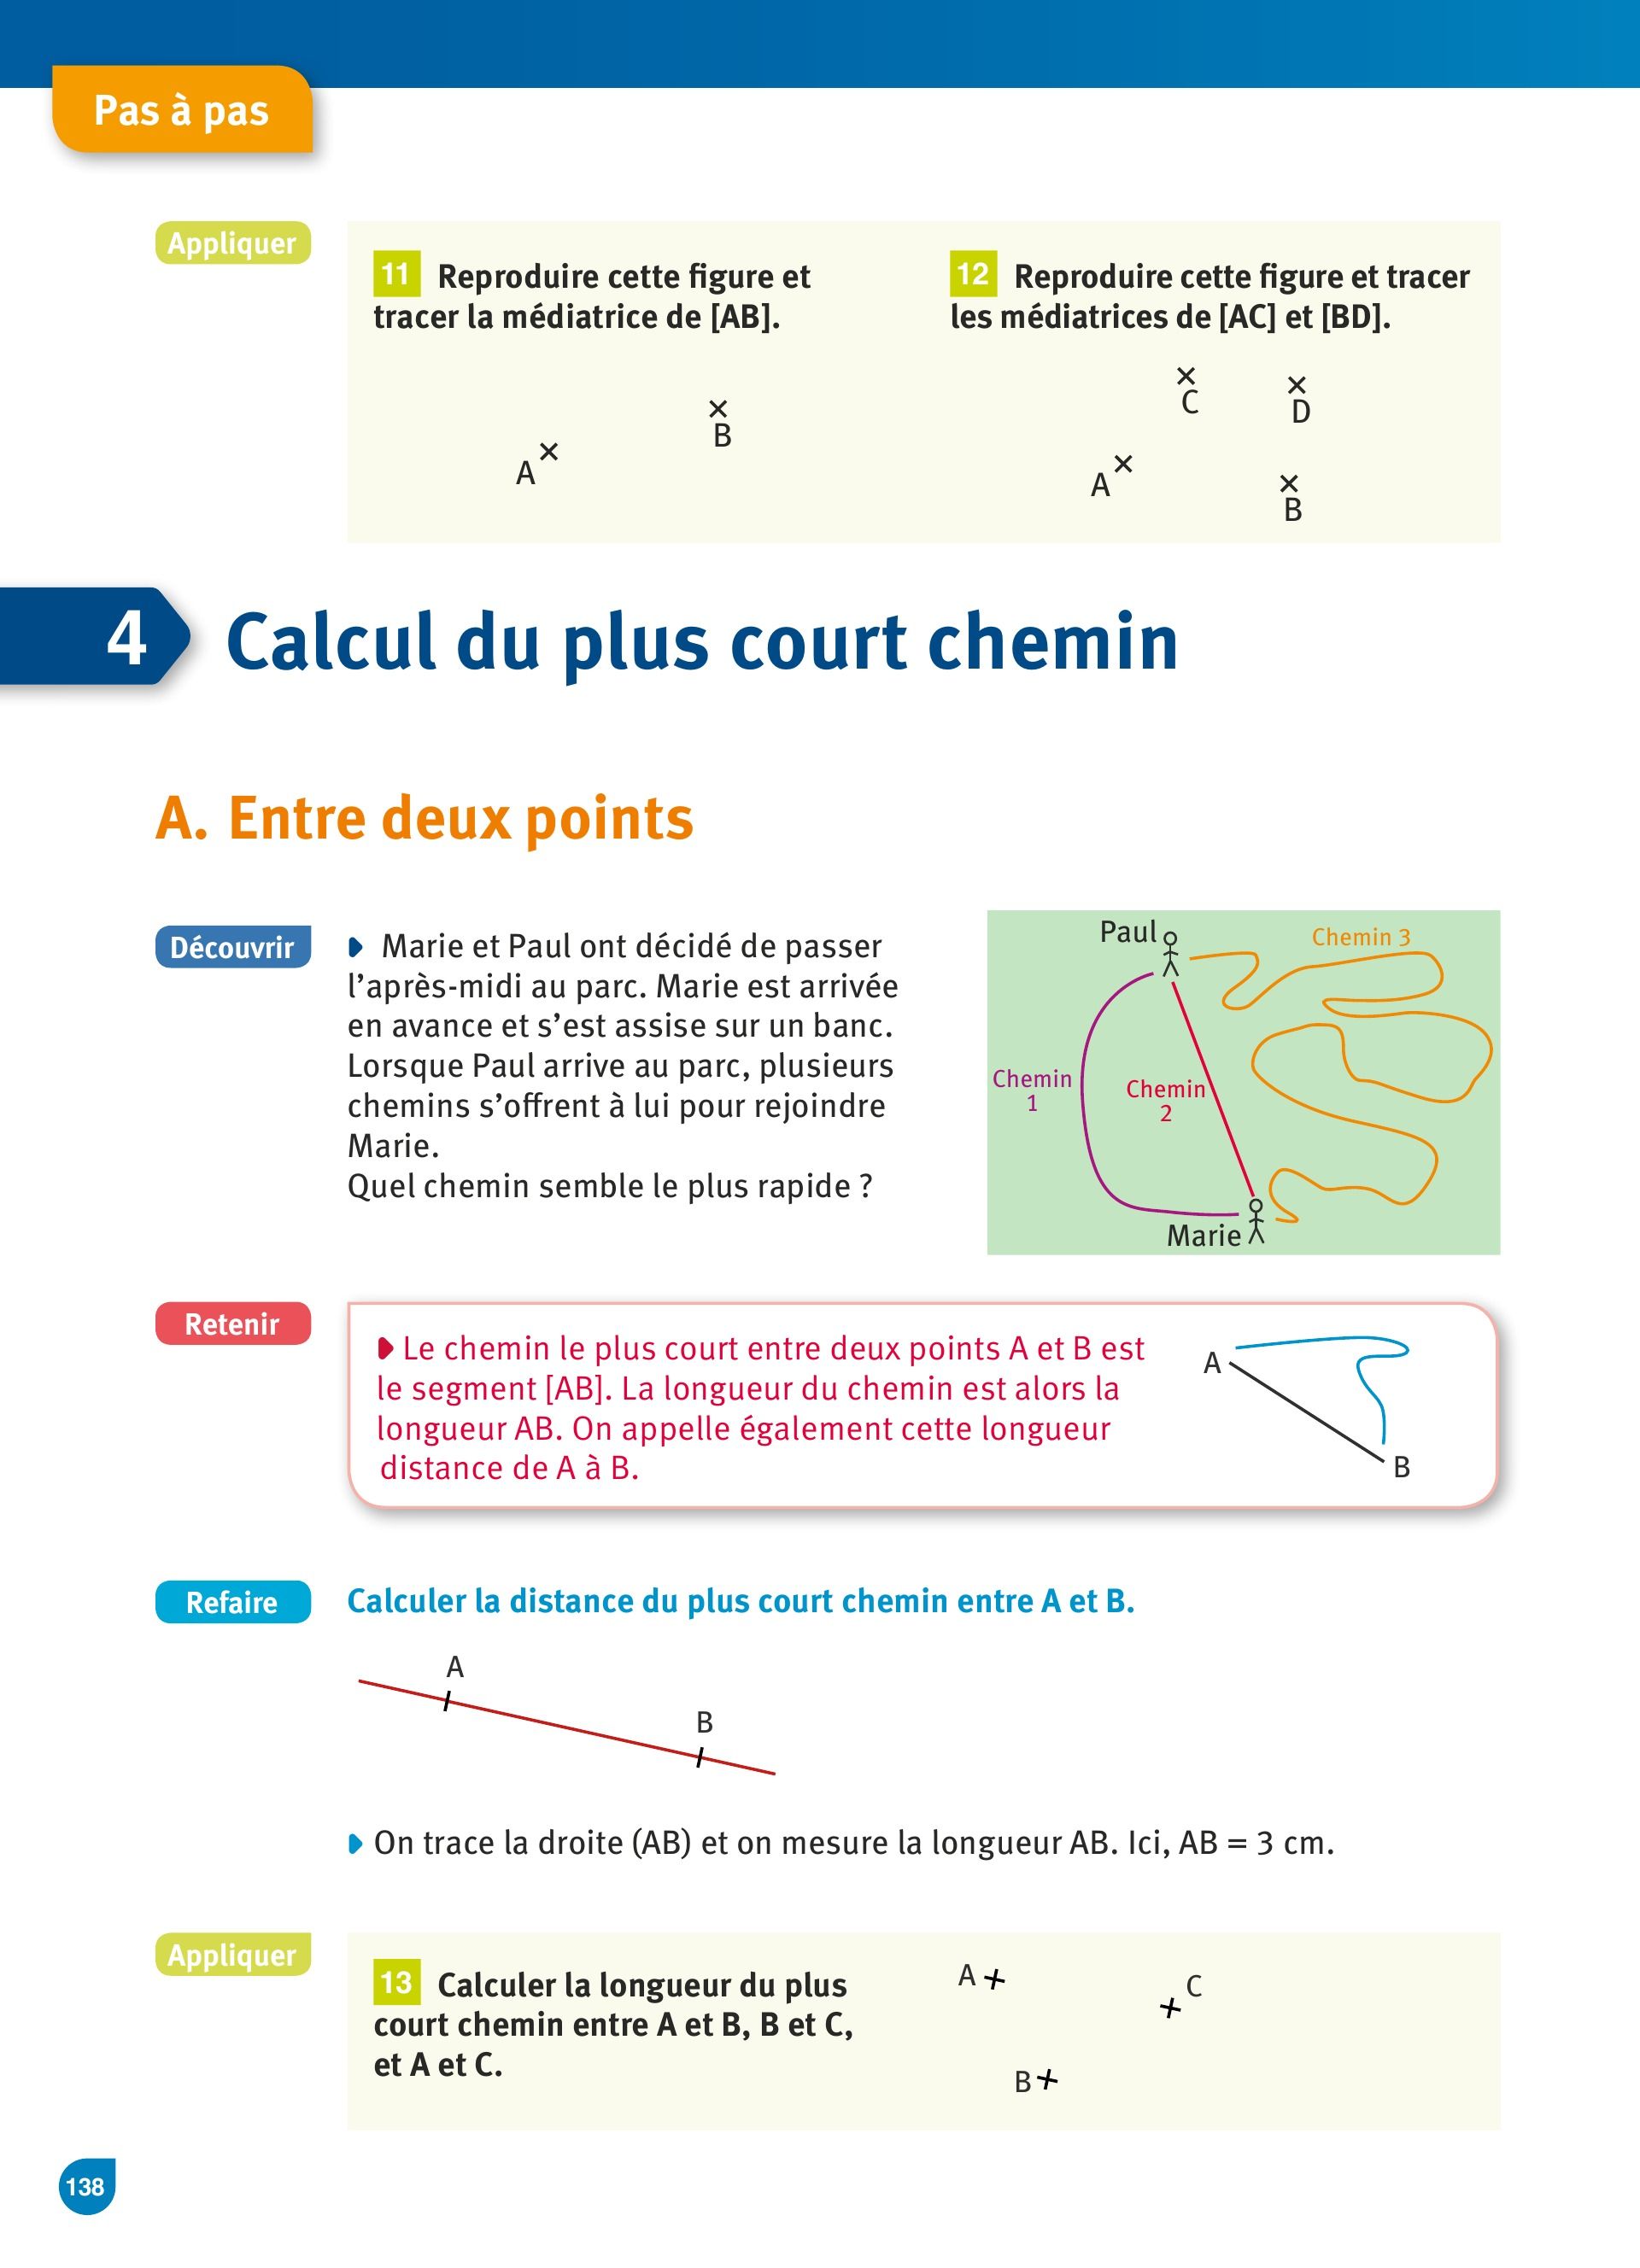 Pas à pas
Appliquer
11 Reproduire cette figure et
tracer la médiatrice de [AB].
A
B
12 Reproduire cette figure et tracer
les médiatrices de [AC] et [BD].
C
D
A
B
4 Calcul du plus court chemin
A. Entre deux points
Découvrir
Marie et Paul ont décidé de passer
l’après-midi au parc. Marie est arrivée
en avance et s’est assise sur un banc.
Lorsque Paul arrive au parc, plusieurs
chemins s’offrent à lui pour rejoindre
Marie.
Quel chemin semble le plus rapide ?
Paul
Chemin 3
Chemin
1
Chemin
2
Marie
Retenir
Le chemin le plus court entre deux points A et B est
le segment [AB]. La longueur du chemin est alors la
longueur AB. On appelle également cette longueur
distance de A à B.
A
B
Refaire
Calculer la distance du plus court chemin entre A et B.
A
B
On trace la droite (AB) et on mesure la longueur AB. Ici, AB = 3 cm.
Appliquer
13 Calculer la longueur du plus
court chemin entre A et B, B et C,
et A et C.
A
C
B
138